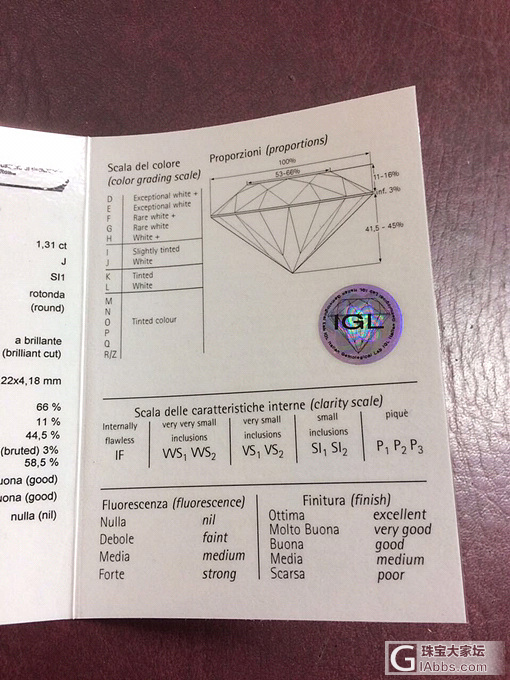 1,31 ct
J
SI1
rotonda
(round)
a brillante
(brilliant cut)
22x4,18 mm
66 %
11 %
44,5 %
(bruted) 3%
58,5 %
uona (good)
uona (good)
nulla (nil)
Scala del colore
(color grading scale)
D Exceptional white +
E Exceptional white
F Rare white +
G Rare white
H White +
I Slightly tinted
J White
K Tinted
L White
M
N
O Tinted colour
P
Q
R/Z
Proporzioni (proportions)
100%
53-66%
11-16%
inf. 3%
41,5 - 45%
IGL
Scala delle caratteristiche interne (clarity scale)
Internally flawless
IF
very very small inclusions
VVS1 VVS2
very small inclusions
VS1 VS2
small inclusions
SI1 SI2
piquè
P1 P2 P3
Fluorescenza (fluorescence)
Nulla nil
Debole faint
Media medium
Forte strong
Finitura (finish)
Ottima excellent
Molto Buona very good
Buona good
Media medium
Scarsa poor
珠宝大家坛
GIAbbs.com